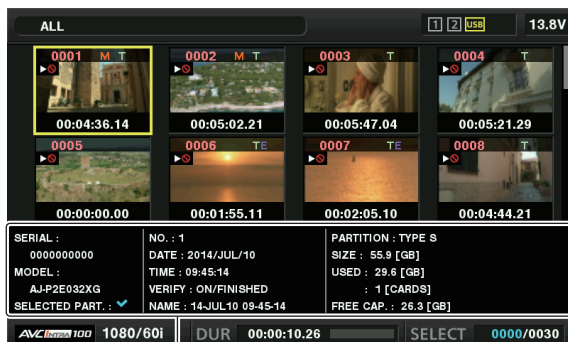 ALL 1 2 USB 13.8V
0001 M T 0002 M T 0003 T 0004 T
00:04:36.14 00:05:02.21 00:05:47.04 00:05:21.29
0005 0006 TE 0007 TE 0008 T
00:00:00.00 00:01:55.11 00:02:05.10 00:04:44.21
SERIAL : NO. : 1 PARTITION : TYPE S
0000000000 DATE : 2014/JUL/10 SIZE : 55.9 [GB]
MODEL : TIME : 09:45:14 USED : 29.6 [GB]
AJ-P2E032XG VERIFY : ON/FINISHED : 1 [CARDS]
SELECTED PART. : NAME : 14-JUL10 09-45-14 FREE CAP. : 26.3 [GB]
AVC INTRA 100 1080/60i DUR 00:00:10.26 SELECT 0000/0030